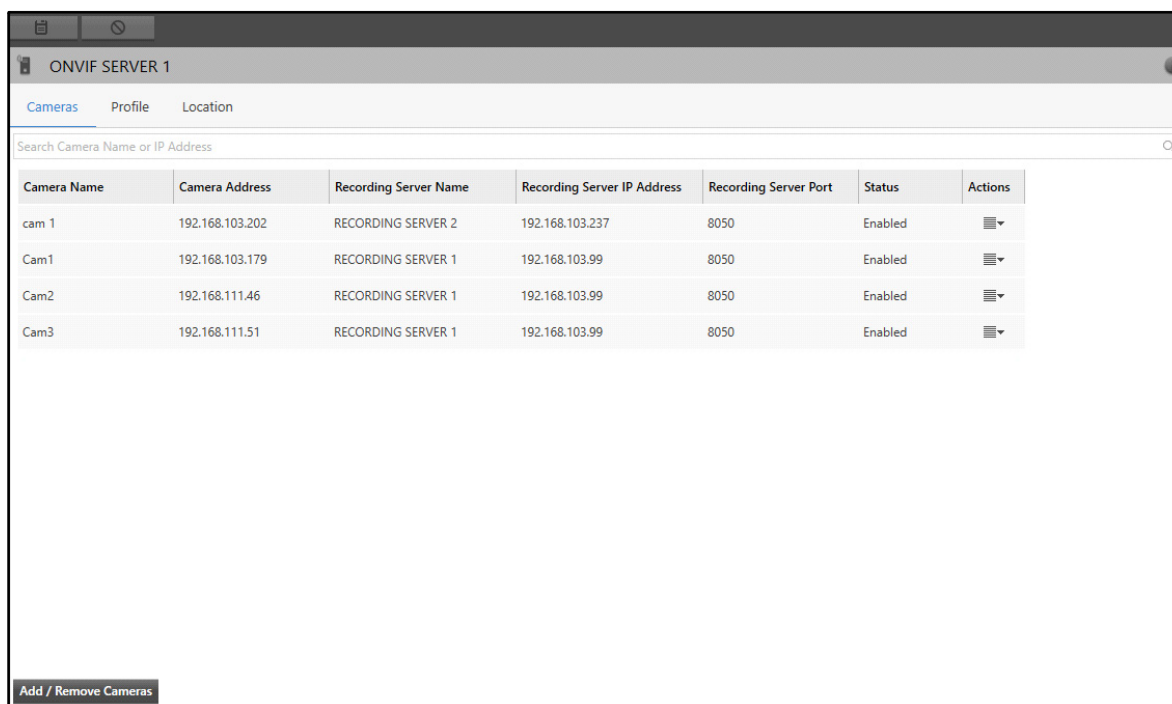 ONVIF SERVER 1
Cameras Profile Location
Search Camera Name or IP Address
Camera Name Camera Address Recording Server Name Recording Server IP Address Recording Server Port Status Actions
cam 1 192.168.103.202 RECORDING SERVER 2 192.168.103.237 8050 Enabled
Cam1 192.168.103.179 RECORDING SERVER 1 192.168.103.99 8050 Enabled
Cam2 192.168.111.46 RECORDING SERVER 1 192.168.103.99 8050 Enabled
Cam3 192.168.111.51 RECORDING SERVER 1 192.168.103.99 8050 Enabled
Add / Remove Cameras